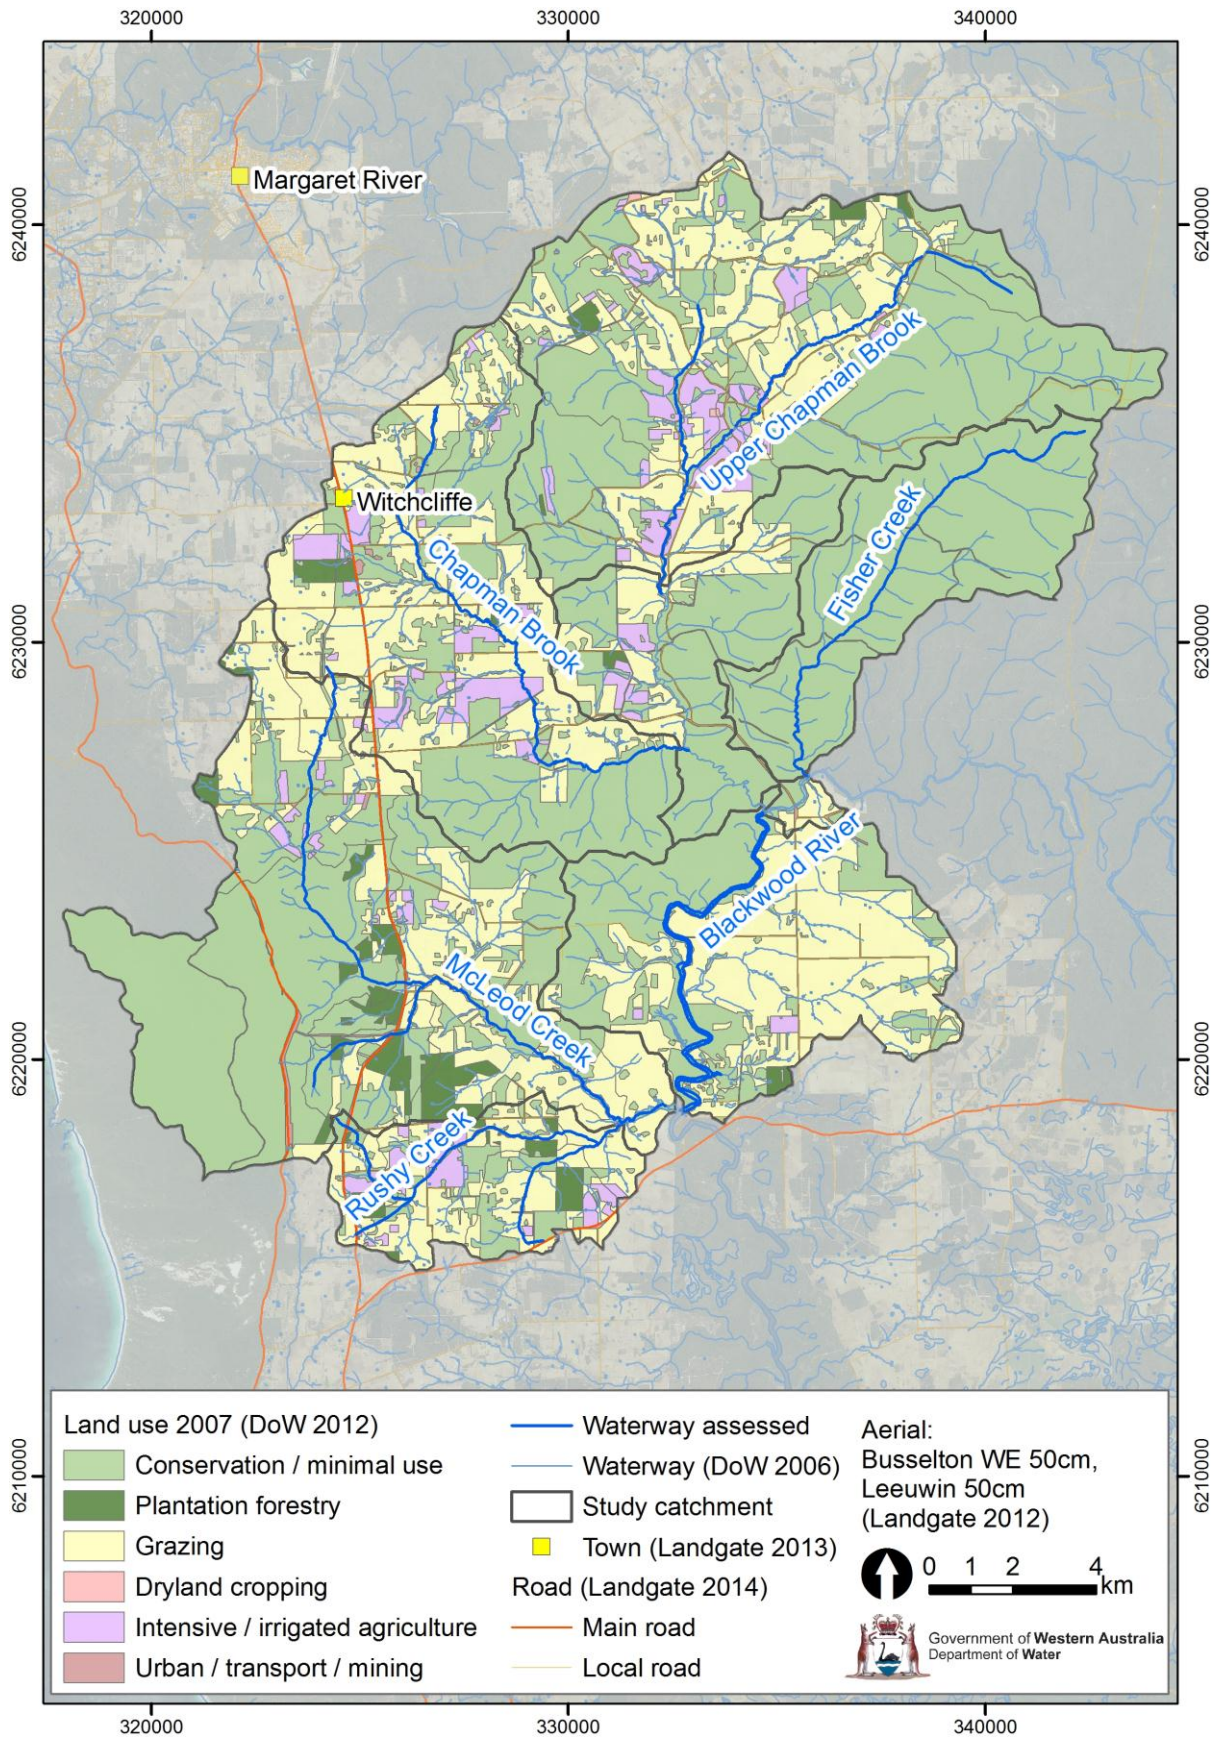 320000
330000
340000
Margaret River
6240000
6240000
Upper Chapman Brook
Witchcliffe
Fisher Creek
Chapman Brook
6230000
6230000
Blackwood River
McLeod Creek
6220000
6220000
Rushy Creek
Land use 2007 (DoW 2012)
Conservation / minimal use
Plantation forestry
Grazing
Dryland cropping
Intensive / irrigated agriculture
Urban / transport / mining
Waterway assessed
Waterway (DoW 2006)
Study catchment
Town (Landgate 2013)
Road (Landgate 2014)
Main road
Local road
Aerial:
Busselton WE 50cm,
Leeuwin 50cm
(Landgate 2012)
0 1 2 4
km
Government of Western Australia
Department of Water
6210000
6210000
320000
330000
340000